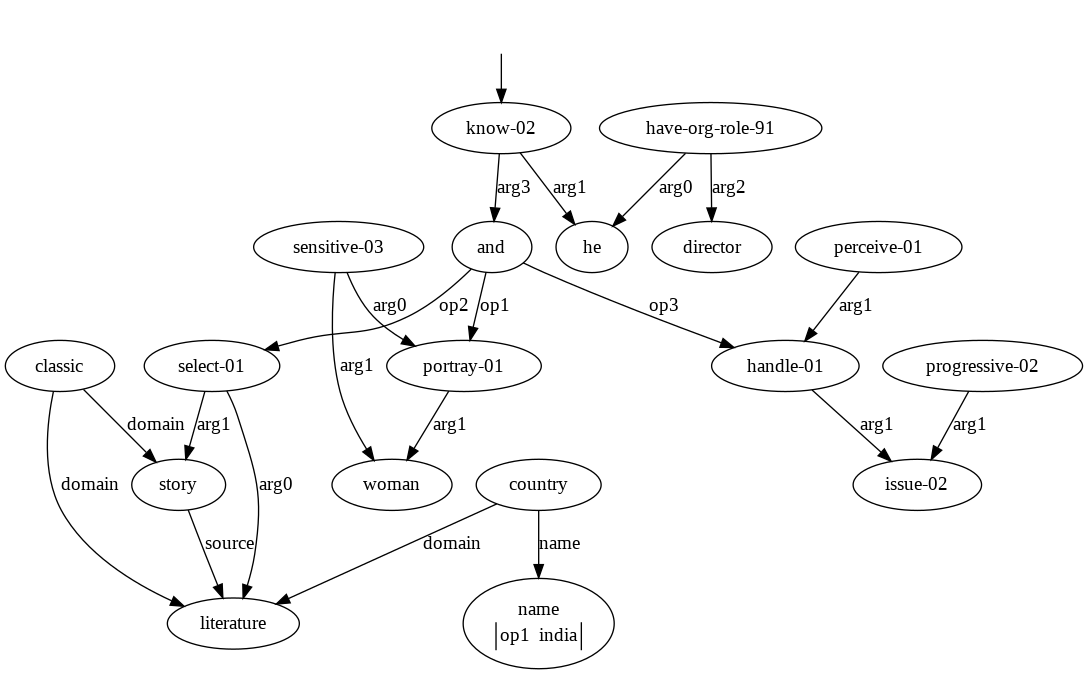 know-02
have-org-role-91
arg3
arg1
arg0
arg2
sensitive-03
and
he
director
perceive-01
arg0
op2
op1
op3
arg1
classic
select-01
arg1
portray-01
handle-01
progressive-02
domain
arg1
arg1
arg1
arg1
domain
story
arg0
woman
country
issue-02
source
domain
name
literature
name
op1 india